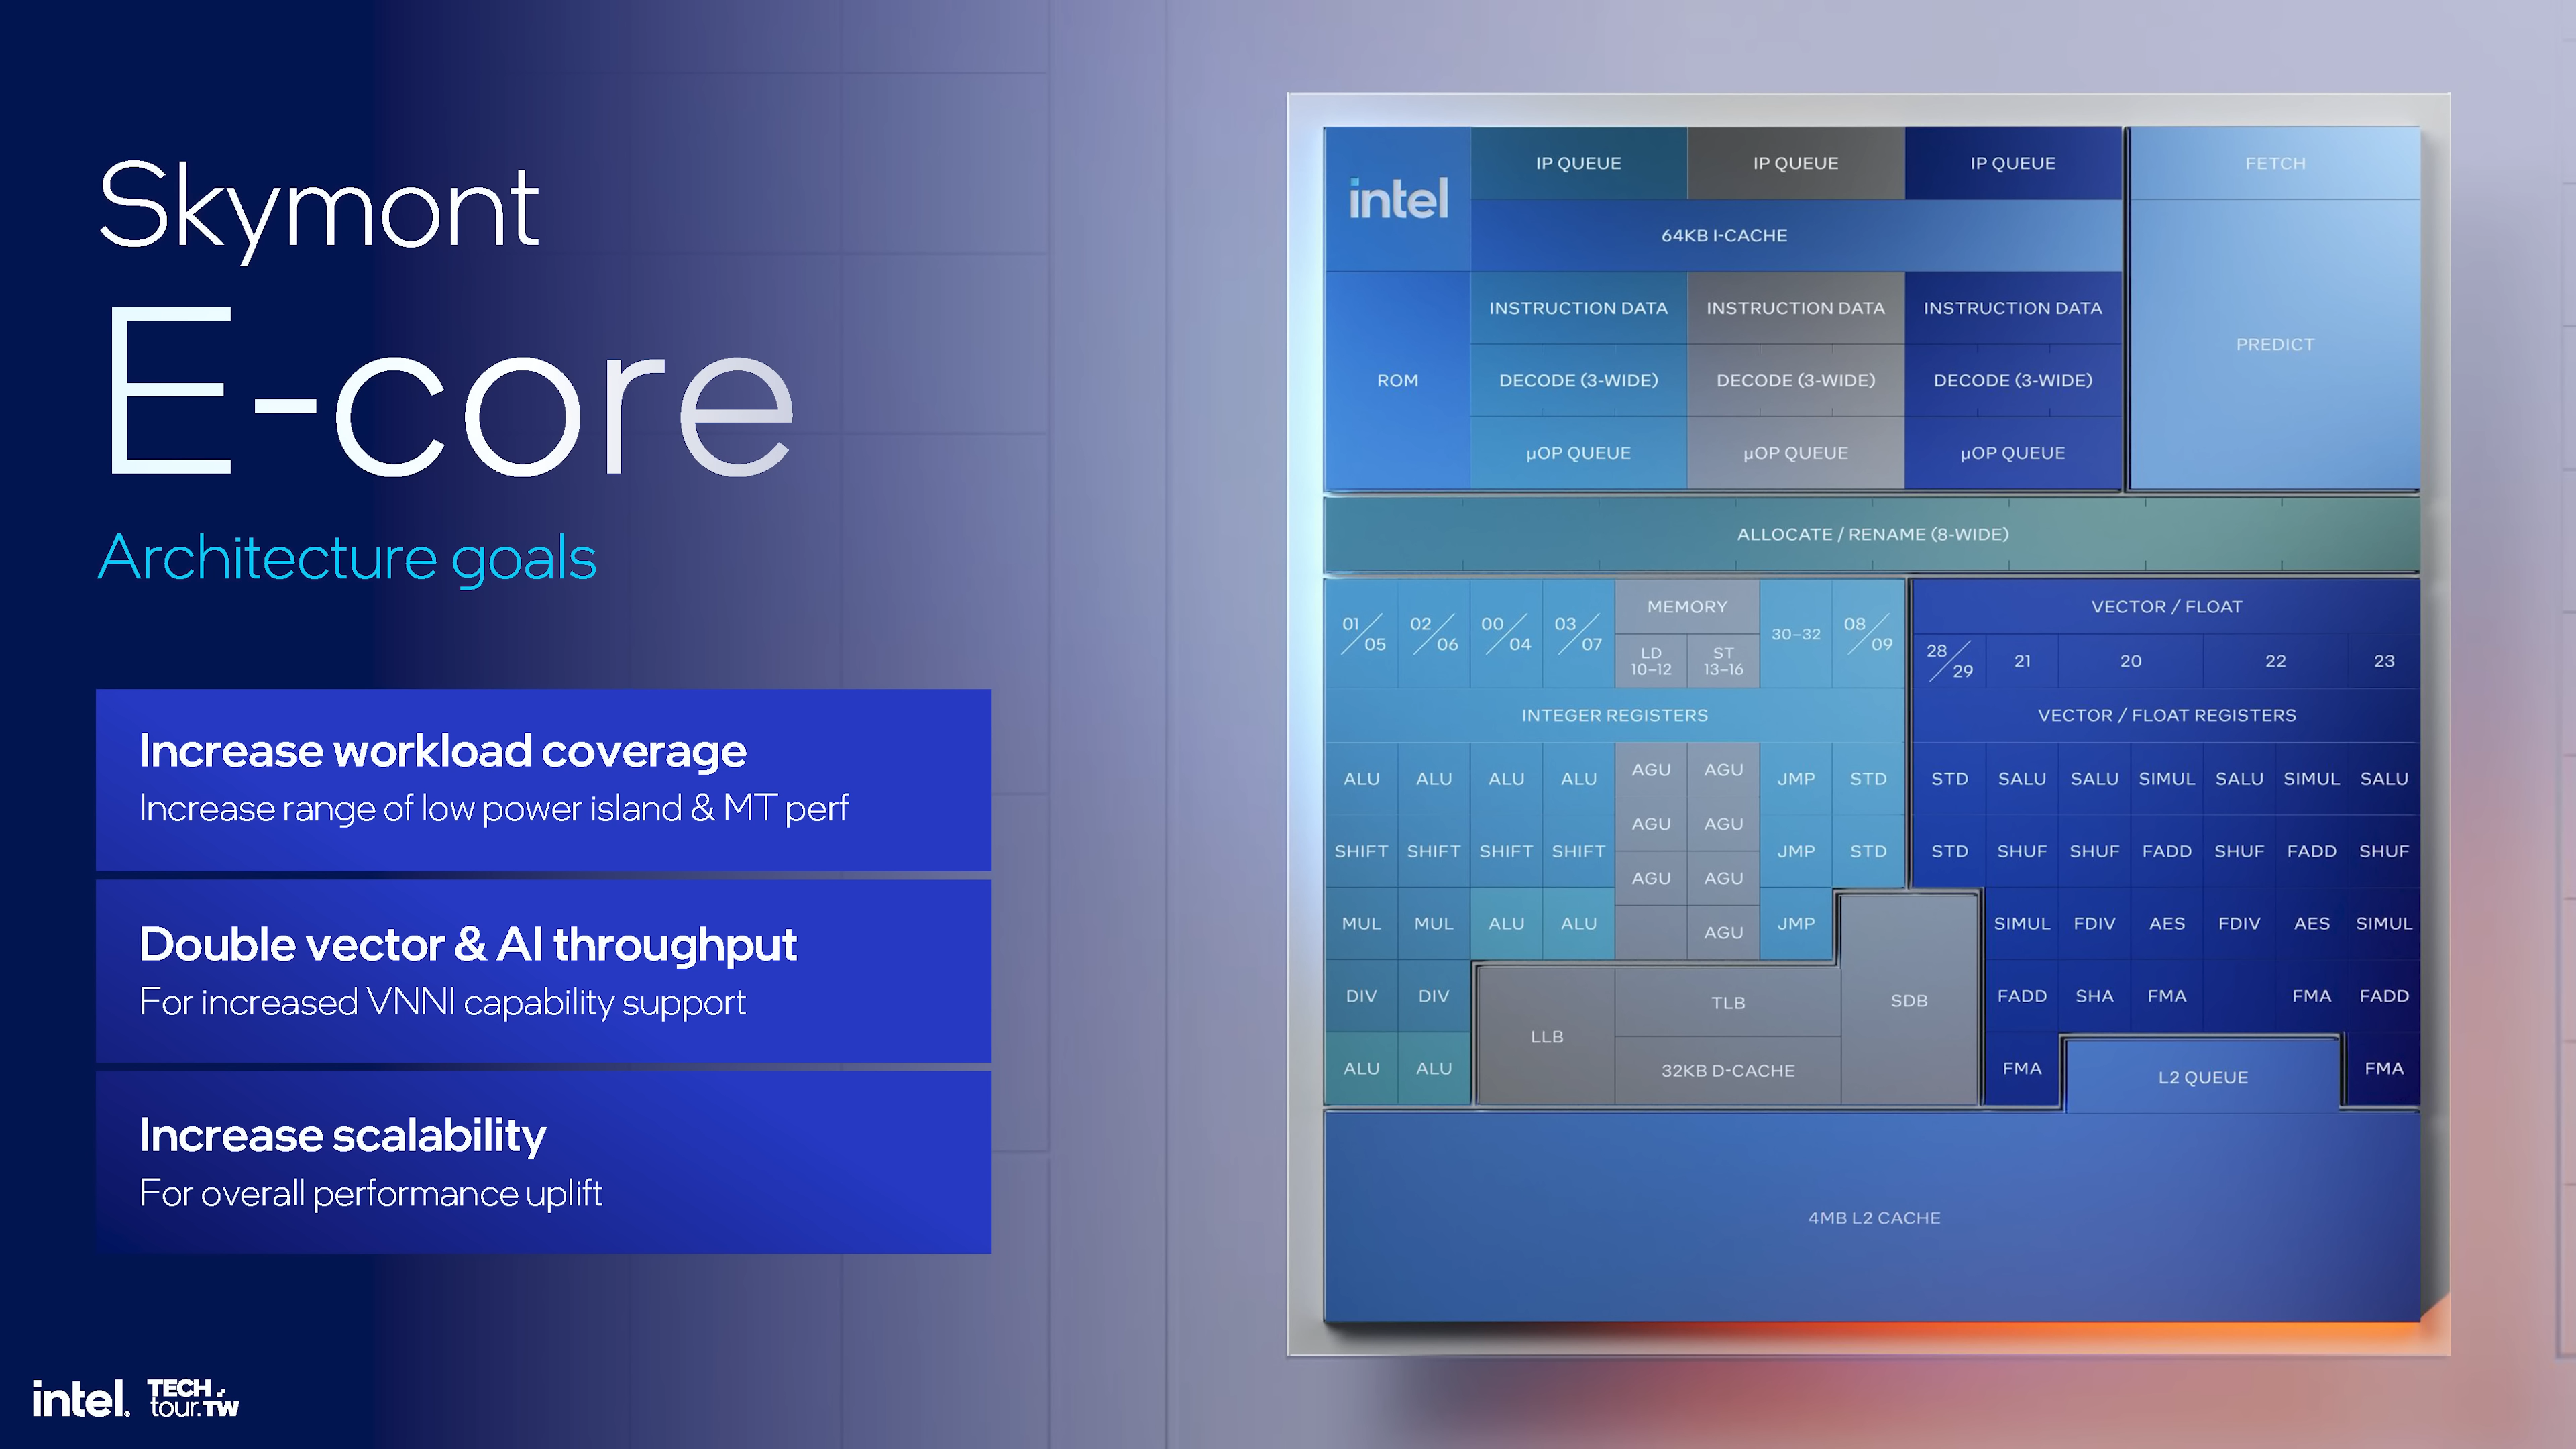 Skymont
E-core
Architecture goals
Increase workload coverage
Increase range of low power island & MT perf
Double vector & AI throughput
For increased VNNI capability support
Increase scalability
For overall performance uplift
intel. TECH
tour.TW
intel
IP QUEUE IP QUEUE IP QUEUE FETCH
64KB I-CACHE
INSTRUCTION DATA INSTRUCTION DATA INSTRUCTION DATA
PREDICT
ROM DECODE (3-WIDE) DECODE (3-WIDE) DECODE (3-WIDE)
µOP QUEUE µOP QUEUE µOP QUEUE
ALLOCATE / RENAME (8-WIDE)
MEMORY VECTOR / FLOAT
01/05 02/06 00/04 03/07 LD 10–12 ST 13–16 30–32 08/09 28/29 21 20 22 23
INTEGER REGISTERS VECTOR / FLOAT REGISTERS
ALU ALU ALU ALU AGU AGU JMP STD STD SALU SALU SIMUL SALU SIMUL SALU
AGU AGU
SHIFT SHIFT SHIFT SHIFT JMP STD STD SHUF SHUF FADD SHUF FADD SHUF
AGU AGU
MUL MUL ALU ALU AGU JMP SIMUL FDIV AES FDIV AES SIMUL
DIV DIV TLB SDB FADD SHA FMA FMA FADD
LLB
ALU ALU 32KB D-CACHE FMA L2 QUEUE FMA
4MB L2 CACHE